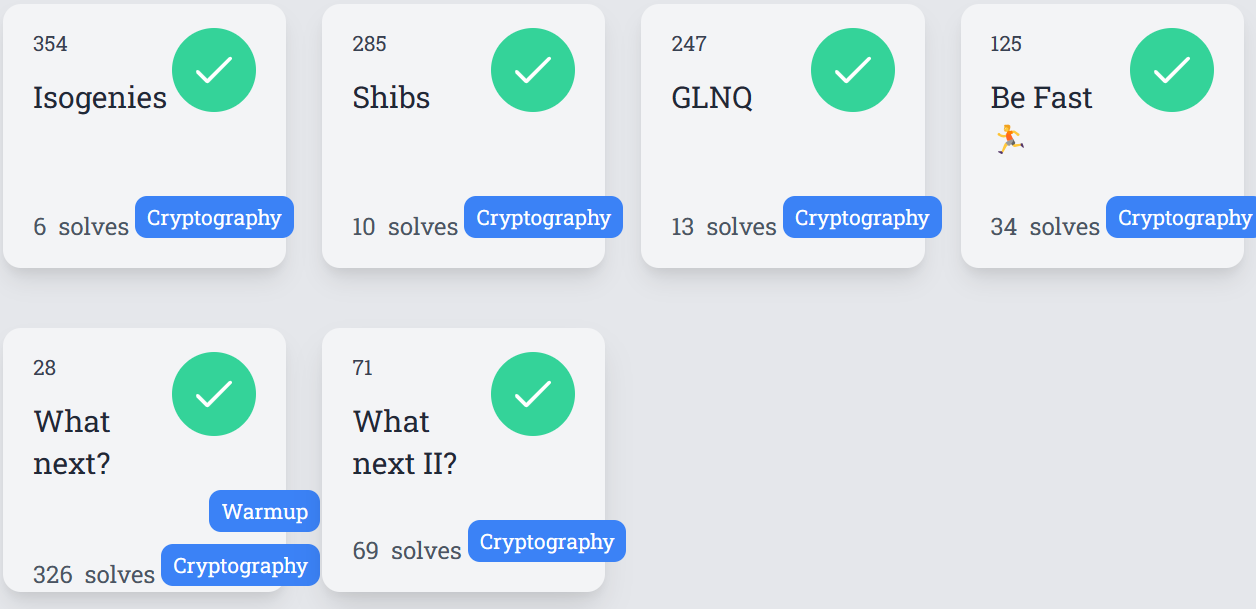 354
Isogenies
6 solves
Cryptography
285
Shibs
10 solves
Cryptography
247
GLNQ
13 solves
Cryptography
125
Be Fast
🏃
34 solves
Cryptography
28
What
next?
Warmup
326 solves
Cryptography
71
What
next II?
69 solves
Cryptography